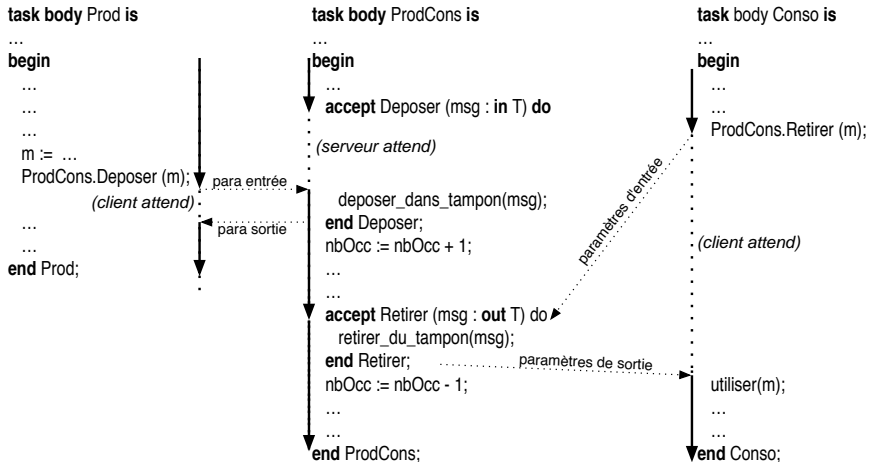 task body Prod is
…
begin
…
…
…
m := …
ProdCons.Deposer (m);
(client attend)
…
…
end Prod;
para entrée
para sortie
task body ProdCons is
…
begin
…
accept Deposer (msg : in T) do
(serveur attend)
deposer_dans_tampon(msg);
end Deposer;
nbOcc := nbOcc + 1;
…
…
accept Retirer (msg : out T) do
retirer_du_tampon(msg);
end Retirer;
nbOcc := nbOcc - 1;
…
…
end ProdCons;
paramètres d'entrée
paramètres de sortie
task body Conso is
…
begin
…
…
ProdCons.Retirer (m);
(client attend)
utiliser(m);
…
…
end Conso;